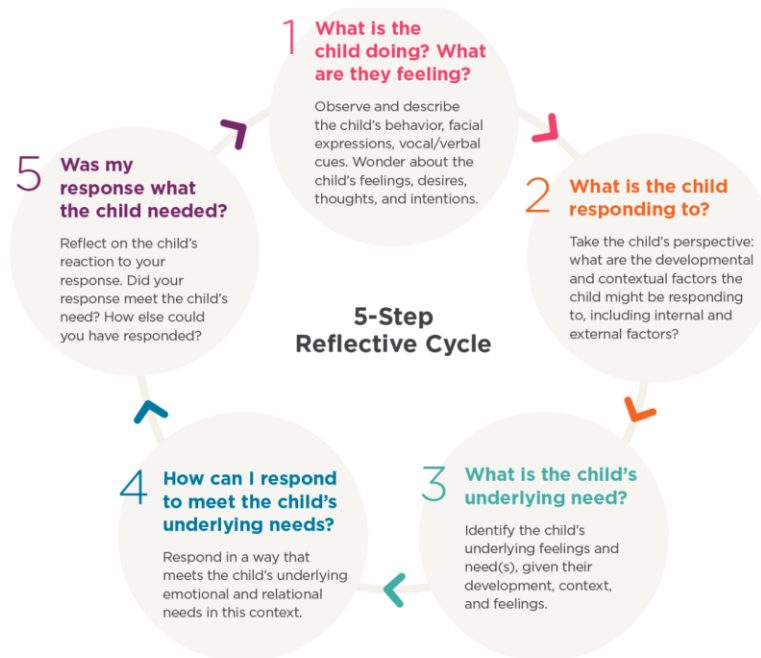 1
What is the
child doing? What
are they feeling?
Observe and describe
the child's behavior, facial
expressions, vocal/verbal
cues. Wonder about the
child's feelings, desires,
thoughts, and intentions.
2
What is the child
responding to?
Take the child's perspective:
what are the developmental
and contextual factors the
child might be responding
to, including internal and
external factors?
3
What is the child's
underlying need?
Identify the child's
underlying feelings and
need(s), given their
development, context,
and feelings.
4
How can I respond
to meet the child's
underlying needs?
Respond in a way that
meets the child's underlying
emotional and relational
needs in this context.
5
Was my
response what
the child needed?
Reflect on the child's
reaction to your
response. Did your
response meet the child's
need? How else could
you have responded?
5-Step
Reflective Cycle